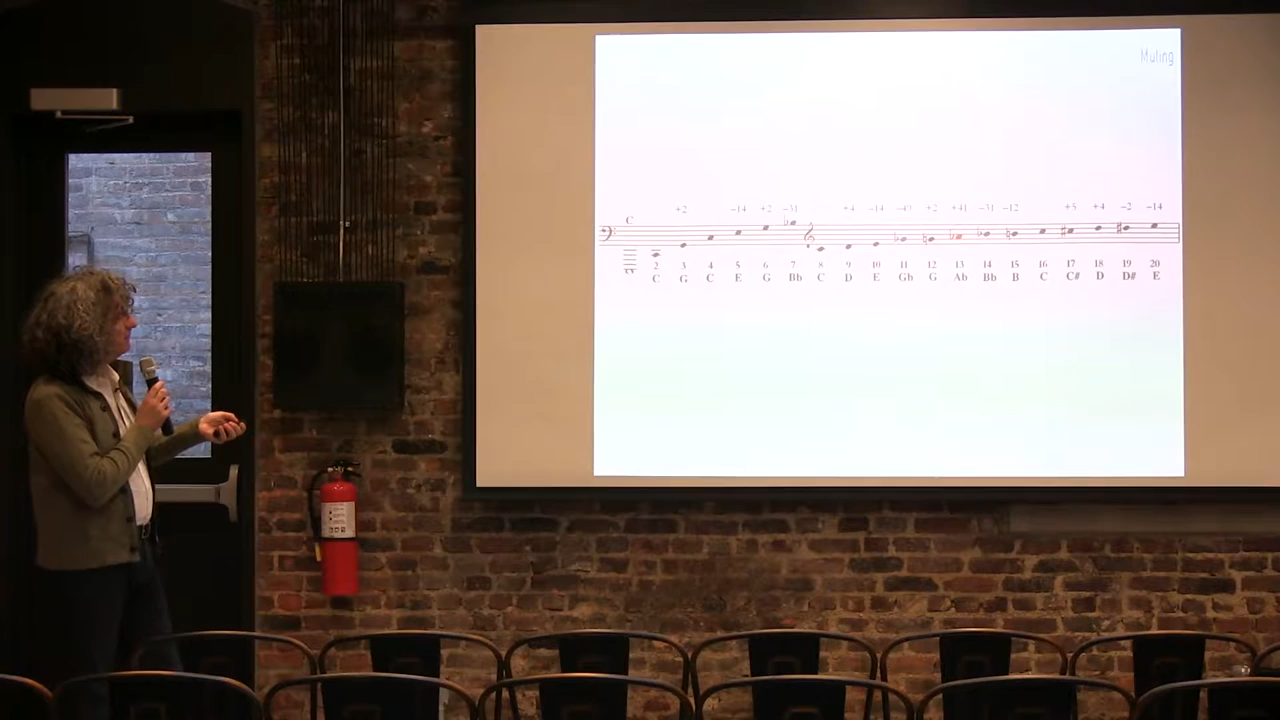 Muling
C +2 −14 +2 −31 +4 −14 −49 +2 +41 −31 −12 +5 +4 −2 −14
2 3 4 5 6 7 8 9 10 11 12 13 14 15 16 17 18 19 20
C G C E G Bb C D E Gb G Ab Bb B C C# D D# E